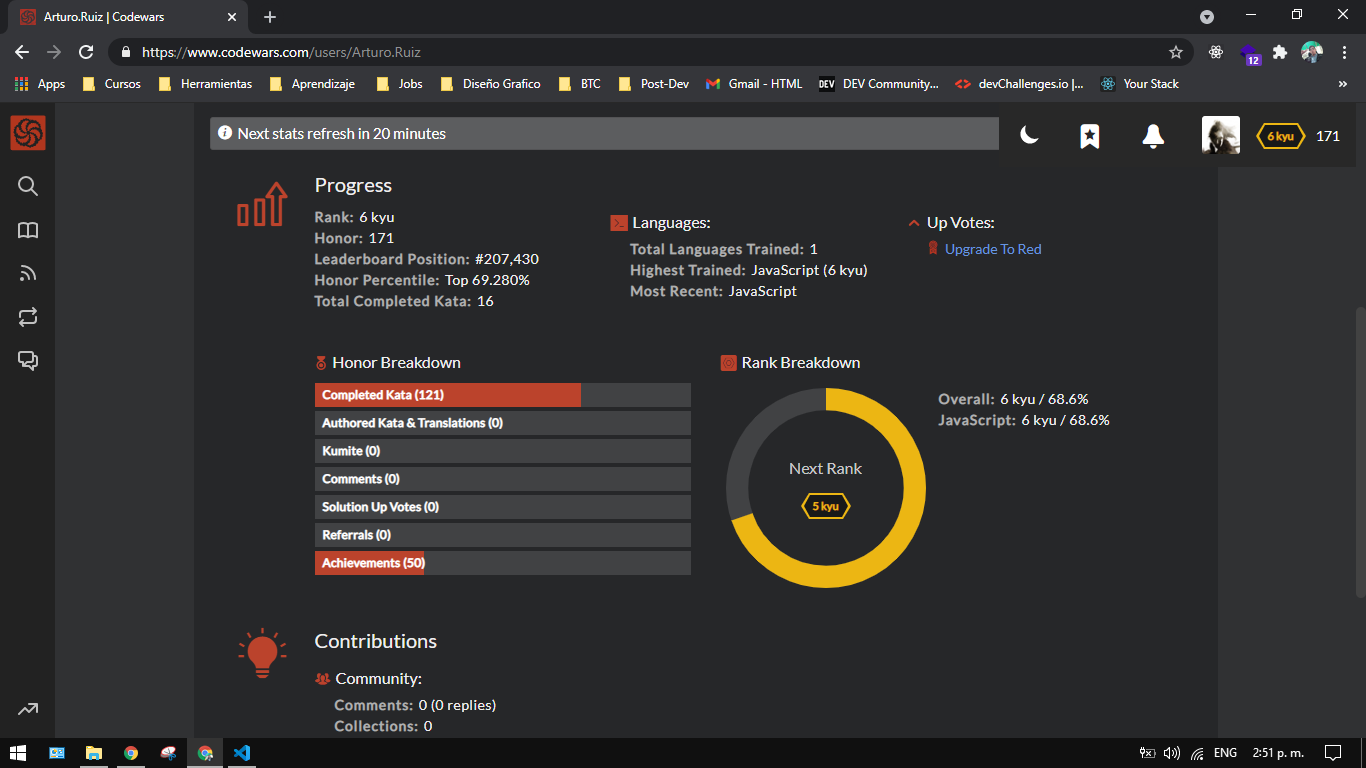 Arturo.Ruiz | Codewars
https://www.codewars.com/users/Arturo.Ruiz
12
Apps Cursos Herramientas Aprendizaje Jobs Diseño Grafico BTC Post-Dev Gmail - HTML DEV DEV Community... devChallenges.io |... Your Stack »
Next stats refresh in 20 minutes
6 kyu 171
Progress
Rank: 6 kyu
Honor: 171
Leaderboard Position: #207,430
Honor Percentile: Top 69.280%
Total Completed Kata: 16
Languages:
Total Languages Trained: 1
Highest Trained: JavaScript (6 kyu)
Most Recent: JavaScript
Up Votes:
Upgrade To Red
Honor Breakdown
Completed Kata (121)
Authored Kata & Translations (0)
Kumite (0)
Comments (0)
Solution Up Votes (0)
Referrals (0)
Achievements (50)
Rank Breakdown
Next Rank
5 kyu
Overall: 6 kyu / 68.6%
JavaScript: 6 kyu / 68.6%
Contributions
Community:
Comments: 0 (0 replies)
Collections: 0
ENG 2:51 p. m.